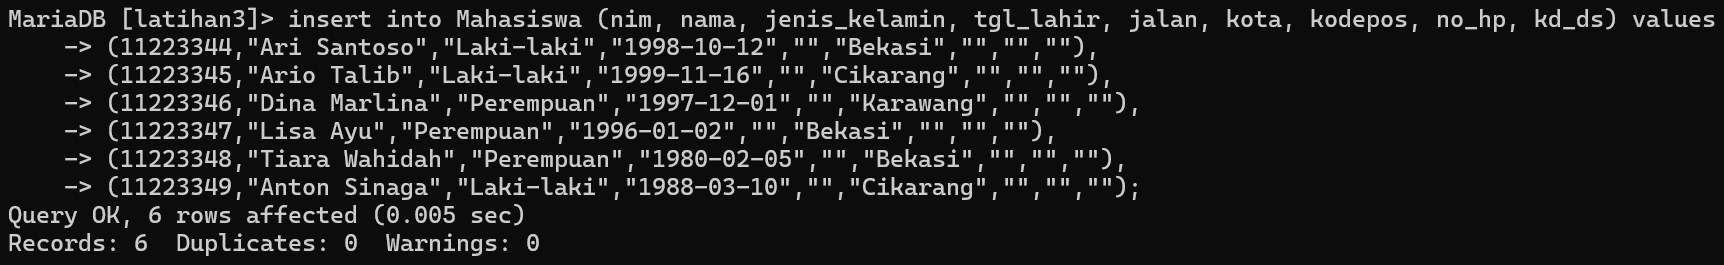 MariaDB [latihan3]> insert into Mahasiswa (nim, nama, jenis_kelamin, tgl_lahir, jalan, kota, kodepos, no_hp, kd_ds) values
    -> (11223344,"Ari Santoso","Laki-laki","1998-10-12","","Bekasi","","",""),
    -> (11223345,"Ario Talib","Laki-laki","1999-11-16","","Cikarang","","",""),
    -> (11223346,"Dina Marlina","Perempuan","1997-12-01","","Karawang","","",""),
    -> (11223347,"Lisa Ayu","Perempuan","1996-01-02","","Bekasi","","",""),
    -> (11223348,"Tiara Wahidah","Perempuan","1980-02-05","","Bekasi","","",""),
    -> (11223349,"Anton Sinaga","Laki-laki","1988-03-10","","Cikarang","","","");
Query OK, 6 rows affected (0.005 sec)
Records: 6  Duplicates: 0  Warnings: 0